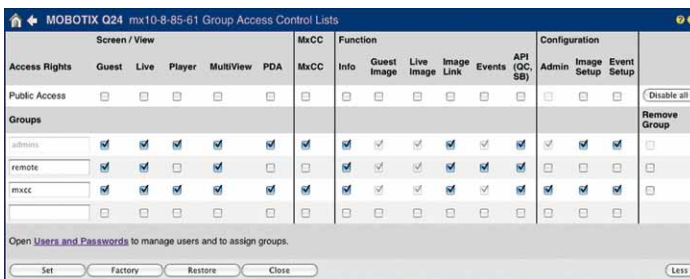 MOBOTIX Q24 mx10-8-85-61 Group Access Control Lists
Screen / View MxCC Function Configuration
Access Rights Guest Live Player MultiView PDA MxCC Info Guest Image Live Image Image Link Events API (QC, SB) Admin Image Setup Event Setup
Public Access Disable all
Groups Remove Group
admins
remote
mxcc
Open Users and Passwords to manage users and to assign groups.
Set Factory Restore Close Less